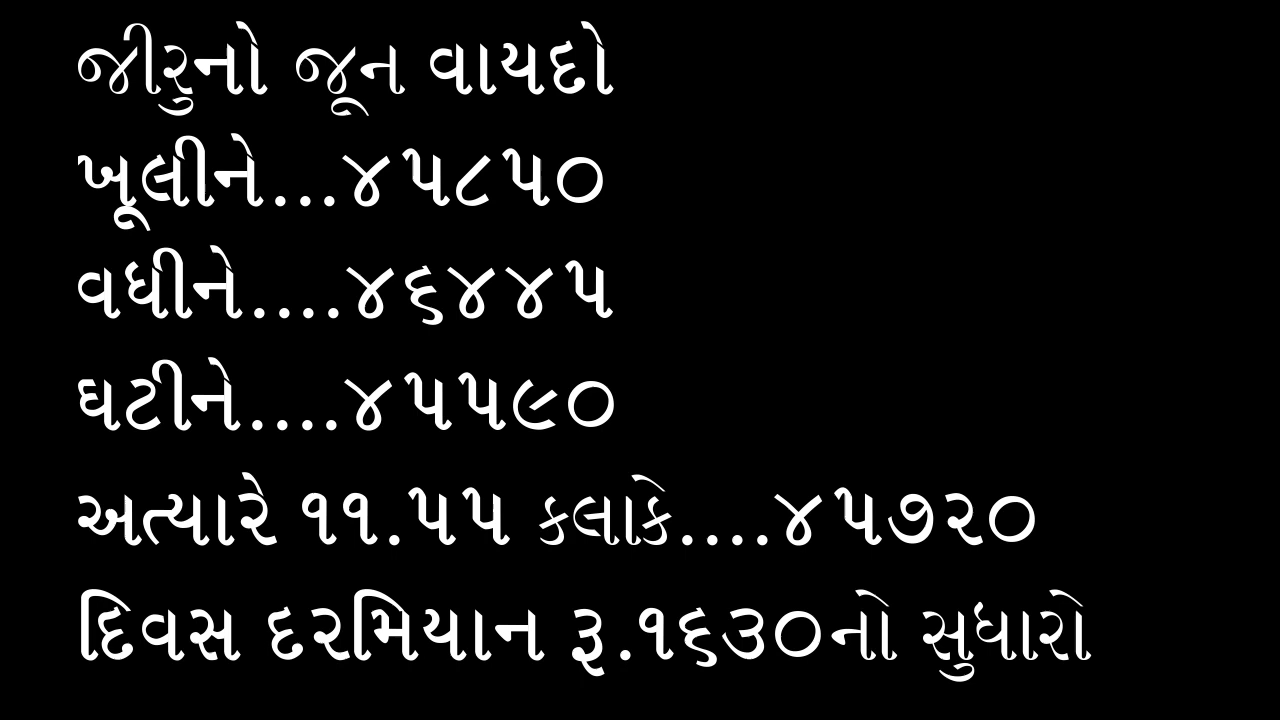 જીરુનો જૂન વાયદો
ખૂલીને...૪૫૮૫૦
વધીને....૪૬૪૪૫
ઘટીને....૪૫૫૯૦
અત્યારે ૧૧.૫૫ કલાકે....૪૫૭૨૦
દિવસ દરમિયાન રૂ.૧૬૩૦નો સુધારો